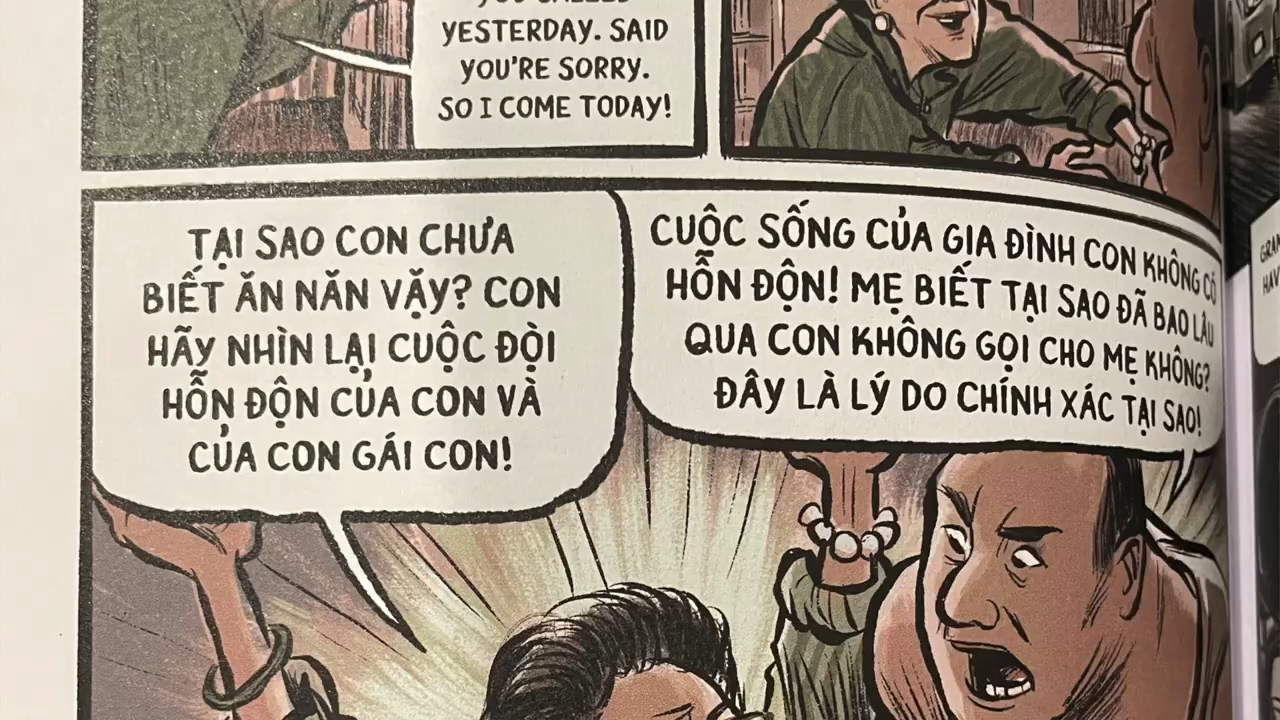 YESTERDAY. SAID
YOU'RE SORRY.
SO I COME TODAY!
TẠI SAO CON CHƯA
BIẾT ĂN NĂN VẬY? CON
HÃY NHÌN LẠI CUỘC ĐỘI
HỖN ĐỘN CỦA CON VÀ
CỦA CON GÁI CON!
CUỘC SỐNG CỦA GIA ĐÌNH CON KHÔNG CÓ
HỖN ĐỘN! MẸ BIẾT TẠI SAO ĐÃ BAO LÂU
QUA CON KHÔNG GỌI CHO MẸ KHÔNG?
ĐÂY LÀ LÝ DO CHÍNH XÁC TẠI SAO!